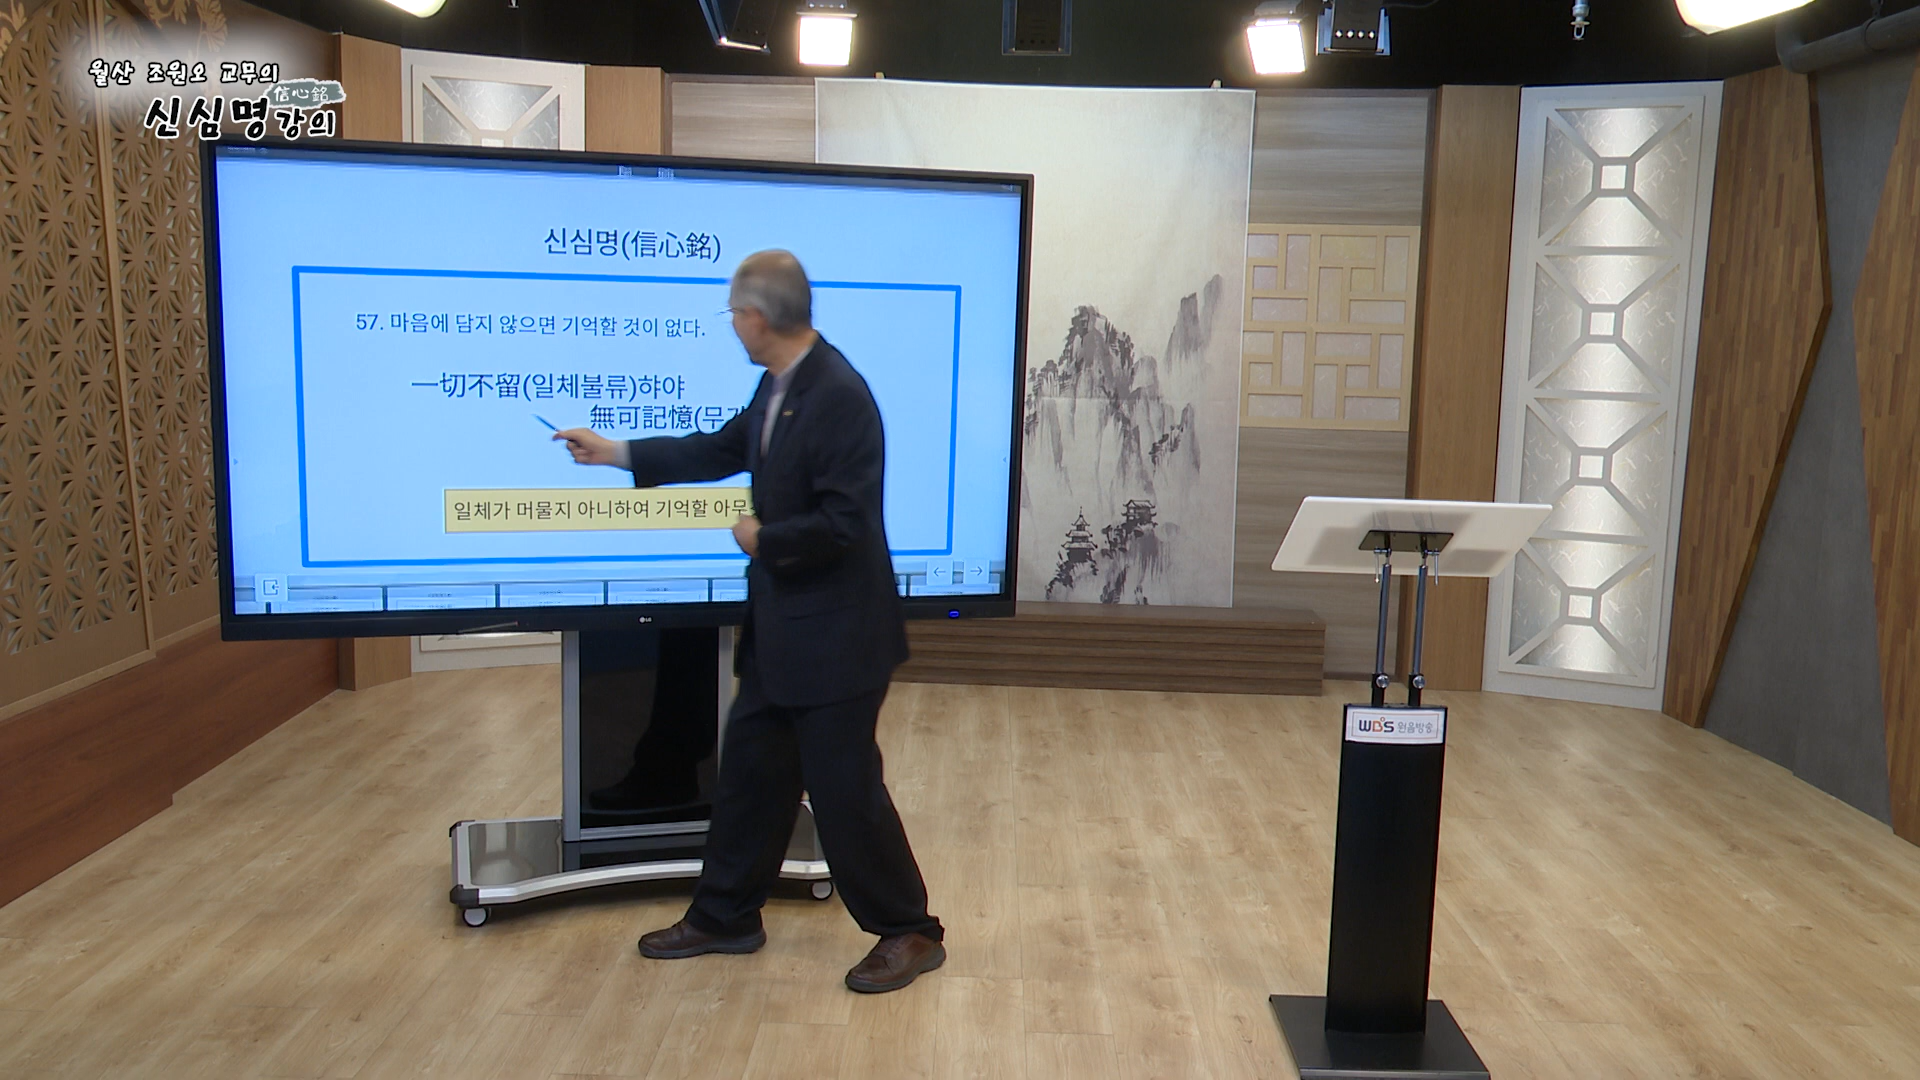 월산 조원오 교무의
신심명 信心銘 강의
신심명(信心銘)
57. 마음에 담지 않으면 기억할 것이 없다.
一切不留(일체불류)햐야
無可記憶(무
일체가 머물지 아니하여 기억할 아무
LG
WBS 원음방송